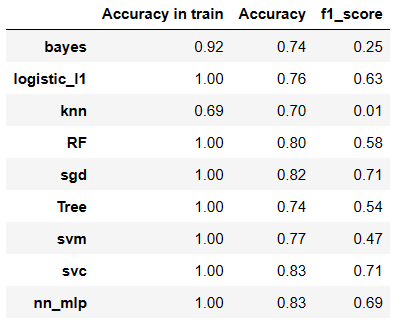 Accuracy in train Accuracy f1_score
bayes 0.92 0.74 0.25
logistic_l1 1.00 0.76 0.63
knn 0.69 0.70 0.01
RF 1.00 0.80 0.58
sgd 1.00 0.82 0.71
Tree 1.00 0.74 0.54
svm 1.00 0.77 0.47
svc 1.00 0.83 0.71
nn_mlp 1.00 0.83 0.69